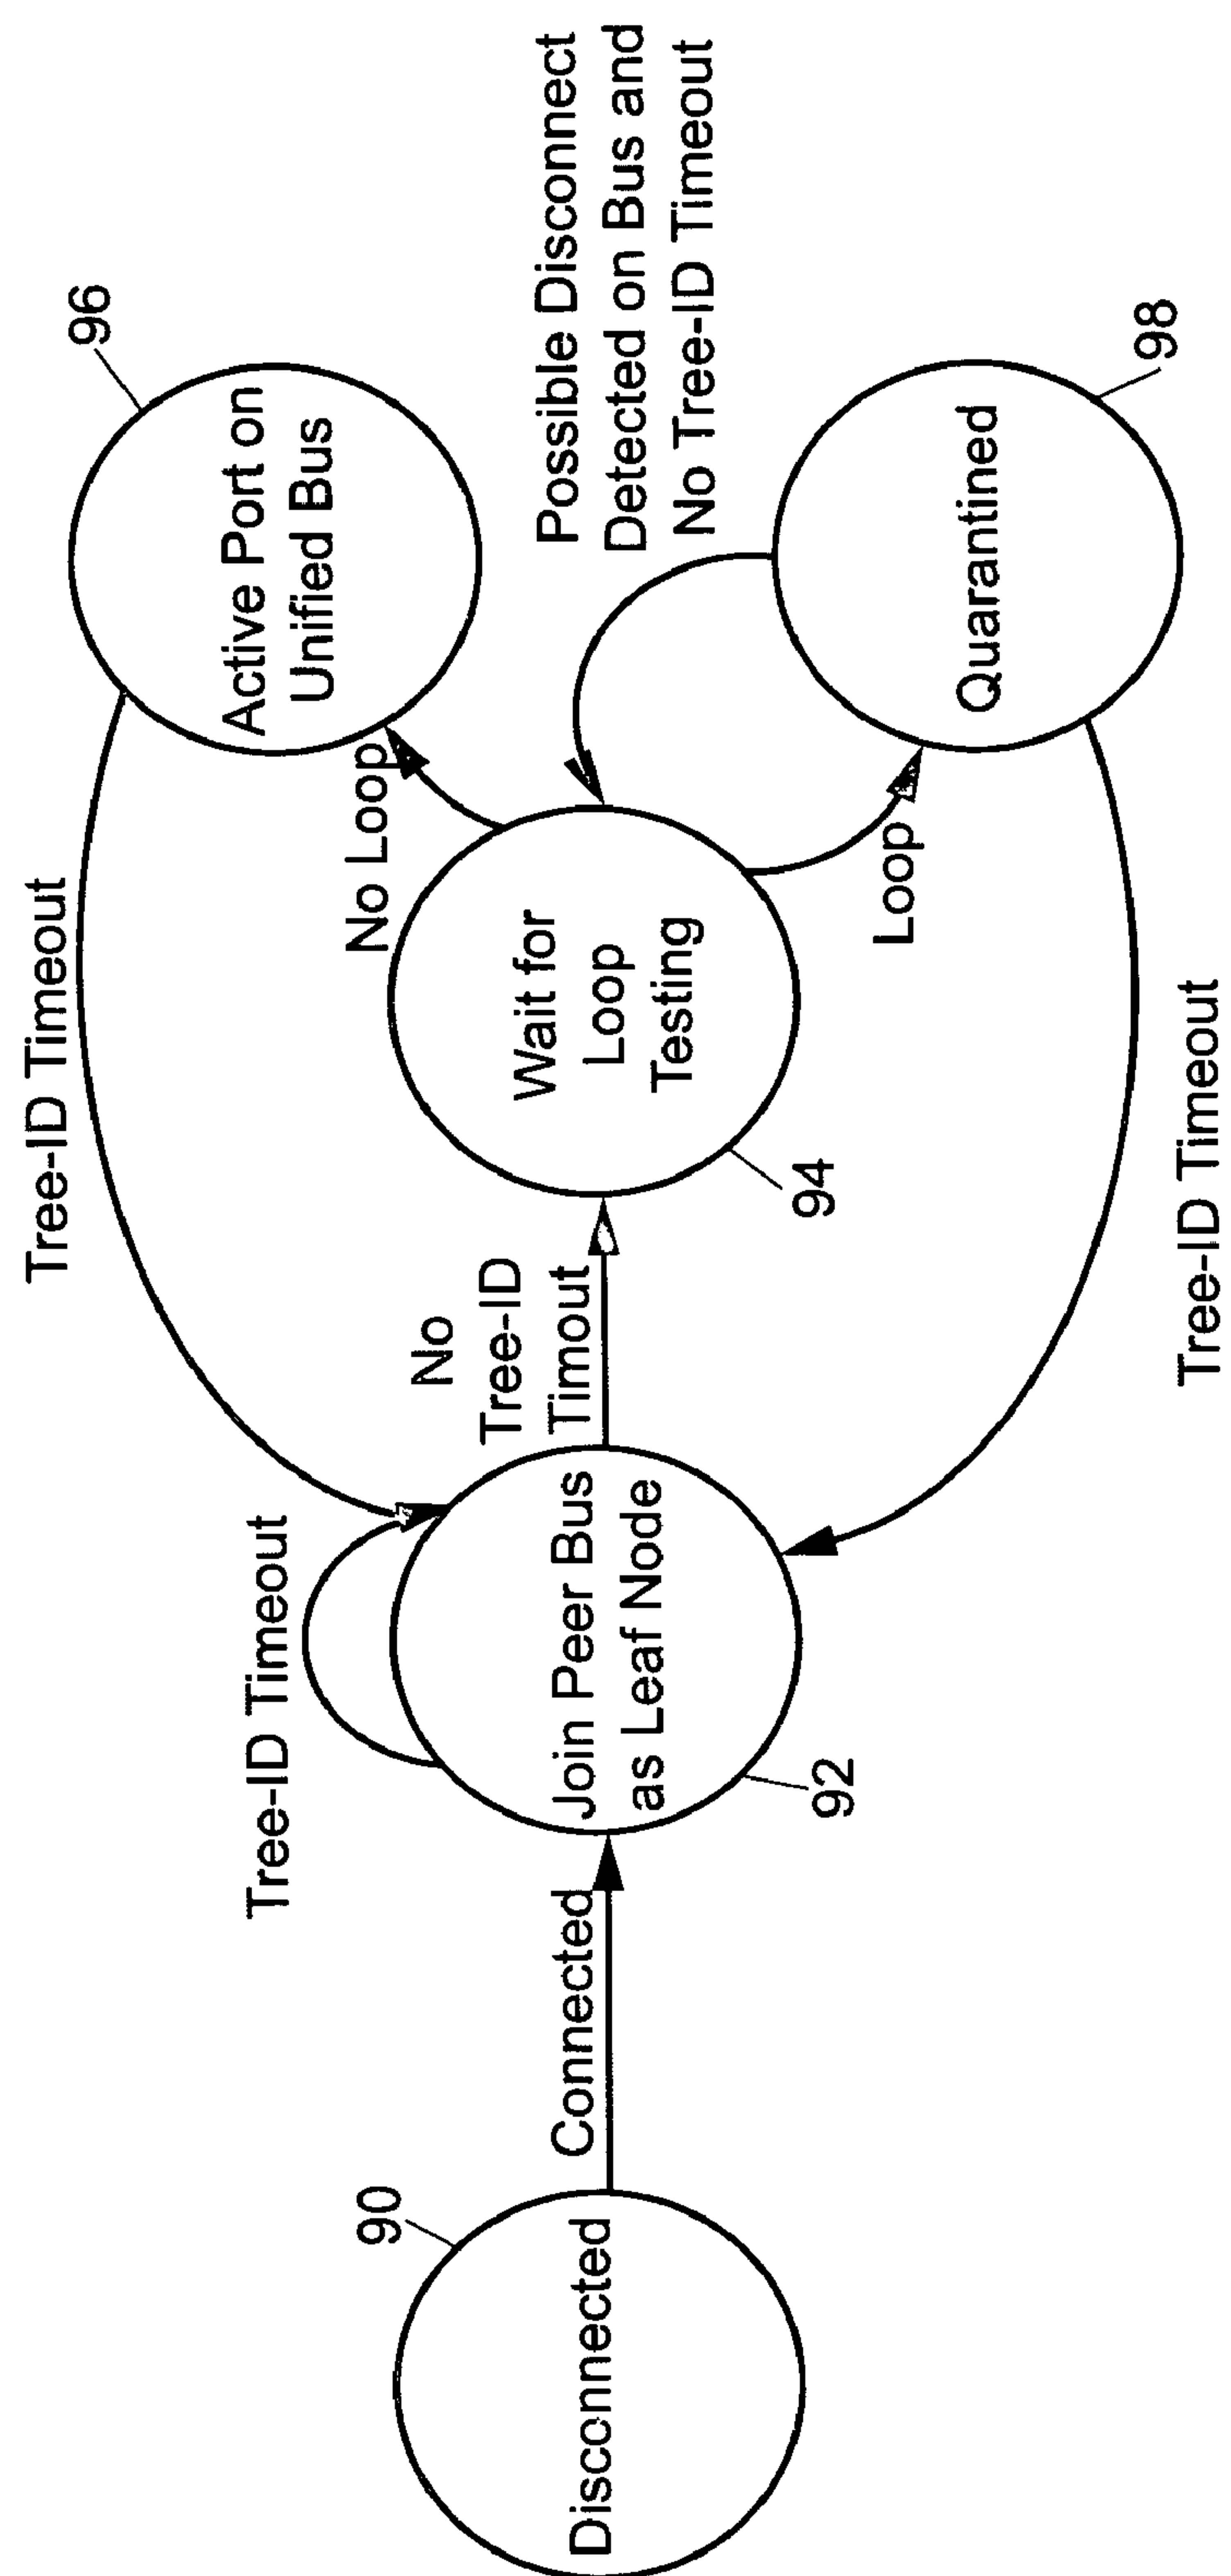 Disconnected
90
Connected
Join Peer Bus
as Leaf Node
92
Tree-ID Timeout
No
Tree-ID
Timout
Wait for
Loop
Testing
94
Tree-ID Timeout
No Loop
Active Port on
Unified Bus
96
Loop
Quarantined
98
Possible Disconnect
Detected on Bus and
No Tree-ID Timeout
Tree-ID Timeout